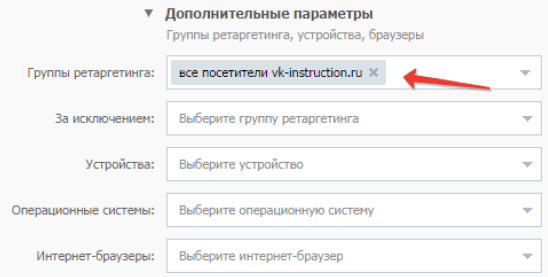 ▼ Дополнительные параметры
Группы ретаргетинга, устройства, браузеры
Группы ретаргетинга: все посетители vk-instruction.ru ×
За исключением: Выберите группу ретаргетинга
Устройства: Выберите устройство
Операционные системы: Выберите операционную систему
Интернет-браузеры: Выберите интернет-браузер